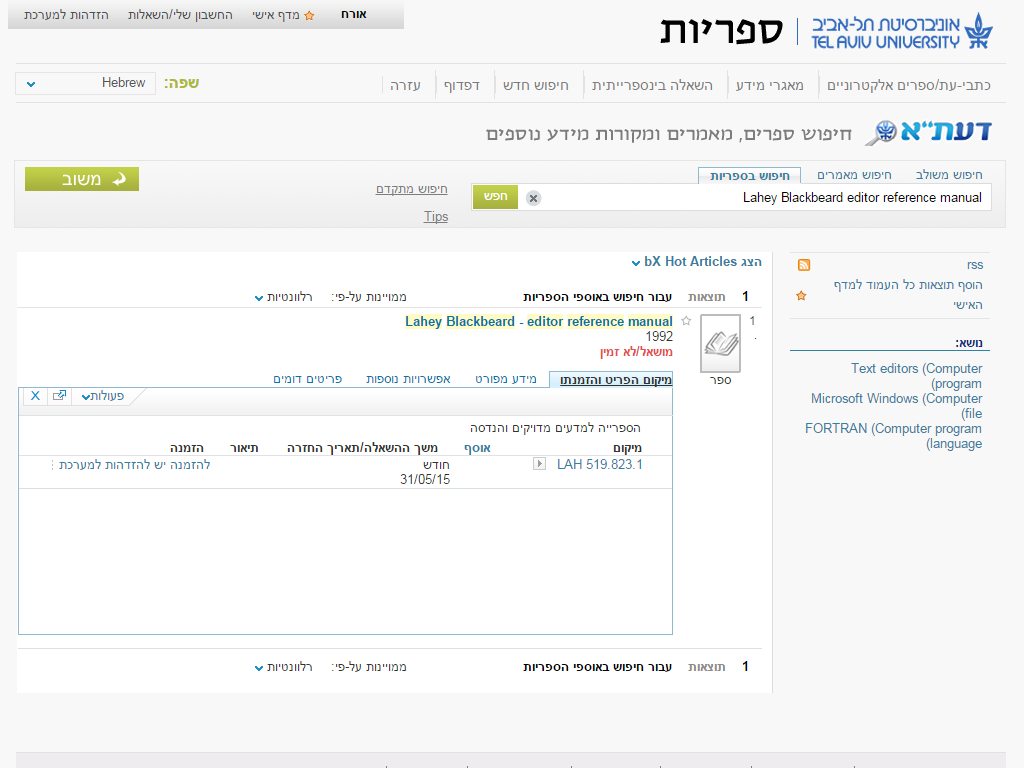 אורח
מדף אישי
החשבון שלי/השאלות
הזדהות למערכת
אוניברסיטת תל-אביב
TEL AVIV UNIVERSITY
ספריות
כתבי-עת/ספרים אלקטרוניים
מאגרי מידע
השאלה בינספרייתית
חיפוש חדש
דפדוף
עזרה
שפה:
Hebrew
דעת"א
חיפוש ספרים, מאמרים ומקורות מידע נוספים
חיפוש משולב
חיפוש מאמרים
חיפוש בספריות
Lahey Blackbeard editor reference manual
חפש
חיפוש מתקדם
Tips
משוב
rss
הוסף תוצאות כל העמוד למדף
האישי
נושא:
Text editors (Computer
(program
Microsoft Windows (Computer
(file
FORTRAN (Computer program
(language
הצג bX Hot Articles
1 תוצאות עבור חיפוש באוספי הספריות
ממויינות על-פי: רלוונטיות
1
.
ספר
Lahey Blackbeard - editor reference manual
1992
מושאל/לא זמין
מיקום הפריט והזמנתו
מידע מפורט
אפשרויות נוספות
פריטים דומים
פעולות
X
הספרייה למדעים מדויקים והנדסה
מיקום אוסף משך ההשאלה/תאריך החזרה תיאור הזמנה
LAH 519.823.1 חודש להזמנה יש להזדהות למערכת
31/05/15
1 תוצאות עבור חיפוש באוספי הספריות
ממויינות על-פי: רלוונטיות